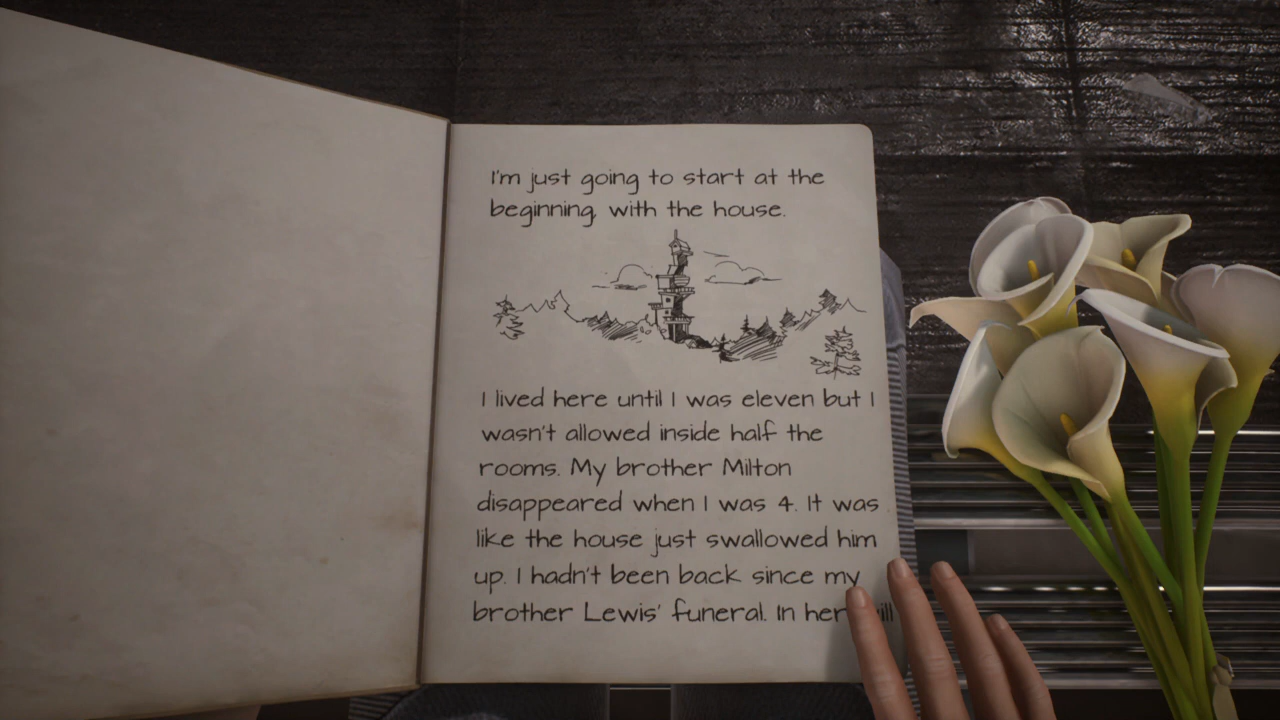 I'm just going to start at the
beginning, with the house.
I lived here until I was eleven but I
wasn't allowed inside half the
rooms. My brother Milton
disappeared when I was 4. It was
like the house just swallowed him
up. I hadn't been back since my
brother Lewis' funeral. In her